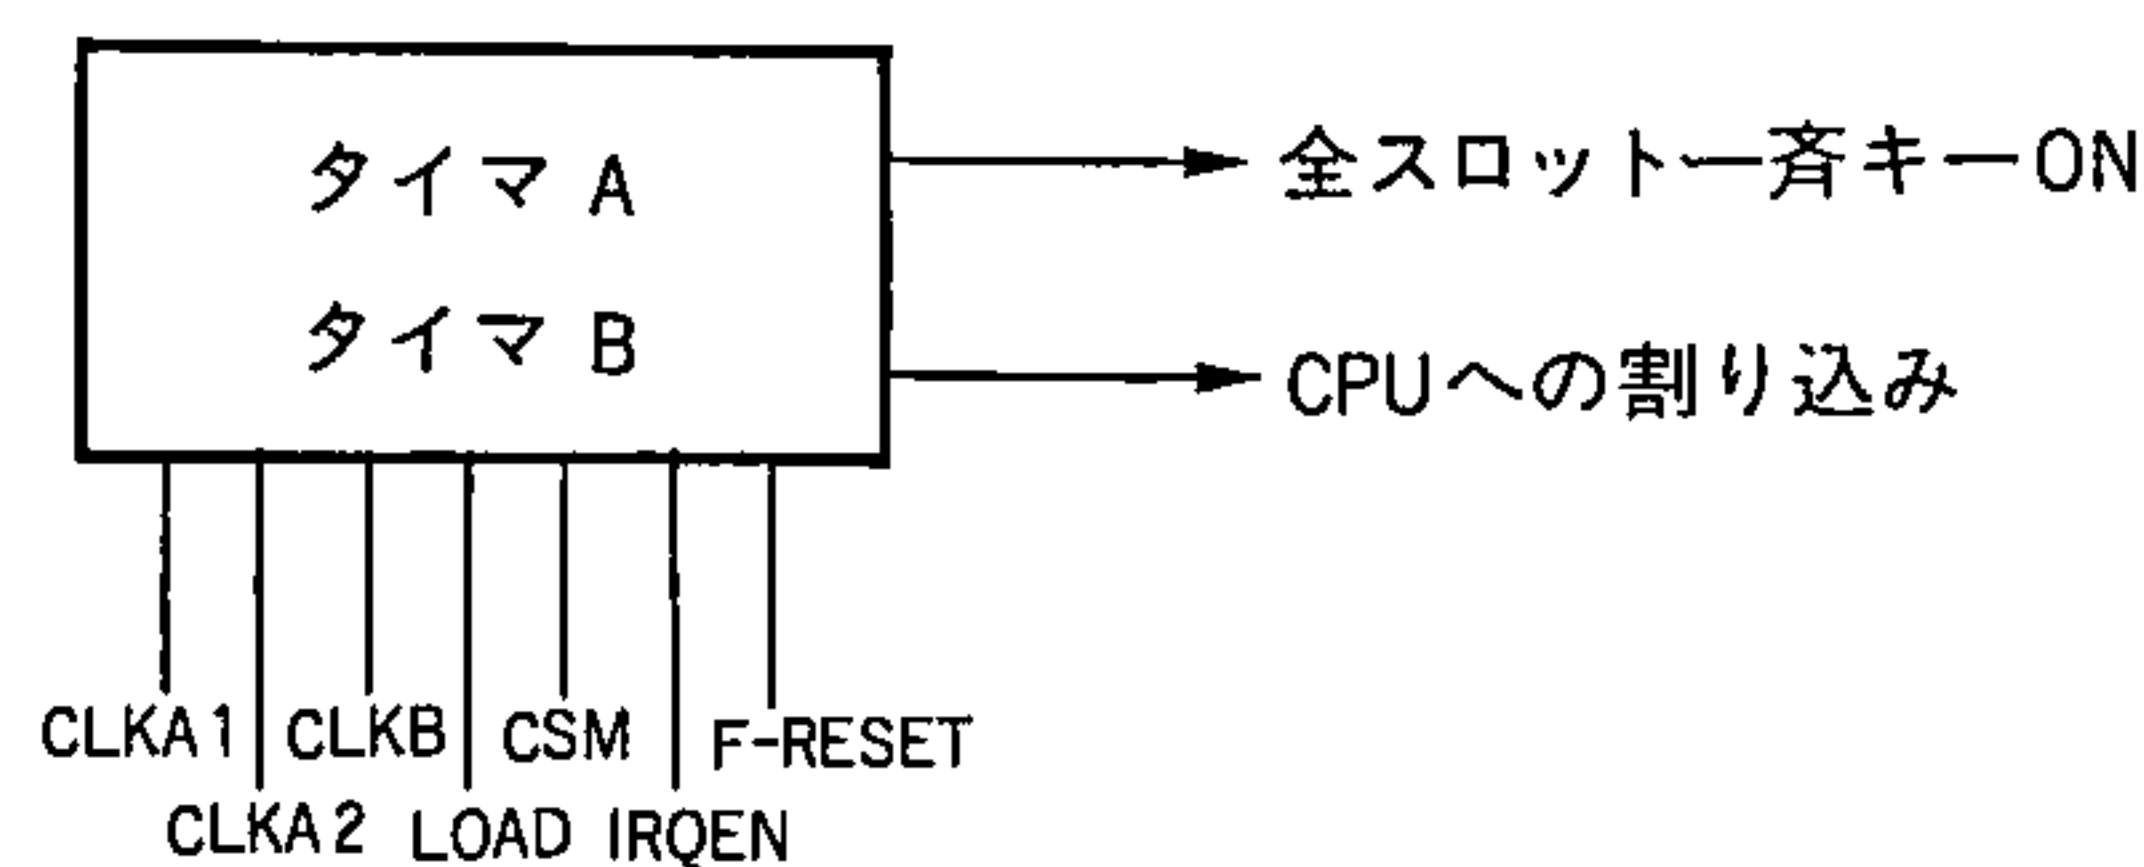 タイマ A
全スロット一斉キーON
タイマ B
CPUへの割り込み
CLKA1
CLKB
CSM
F-RESET
CLKA2
LOAD
IRQEN